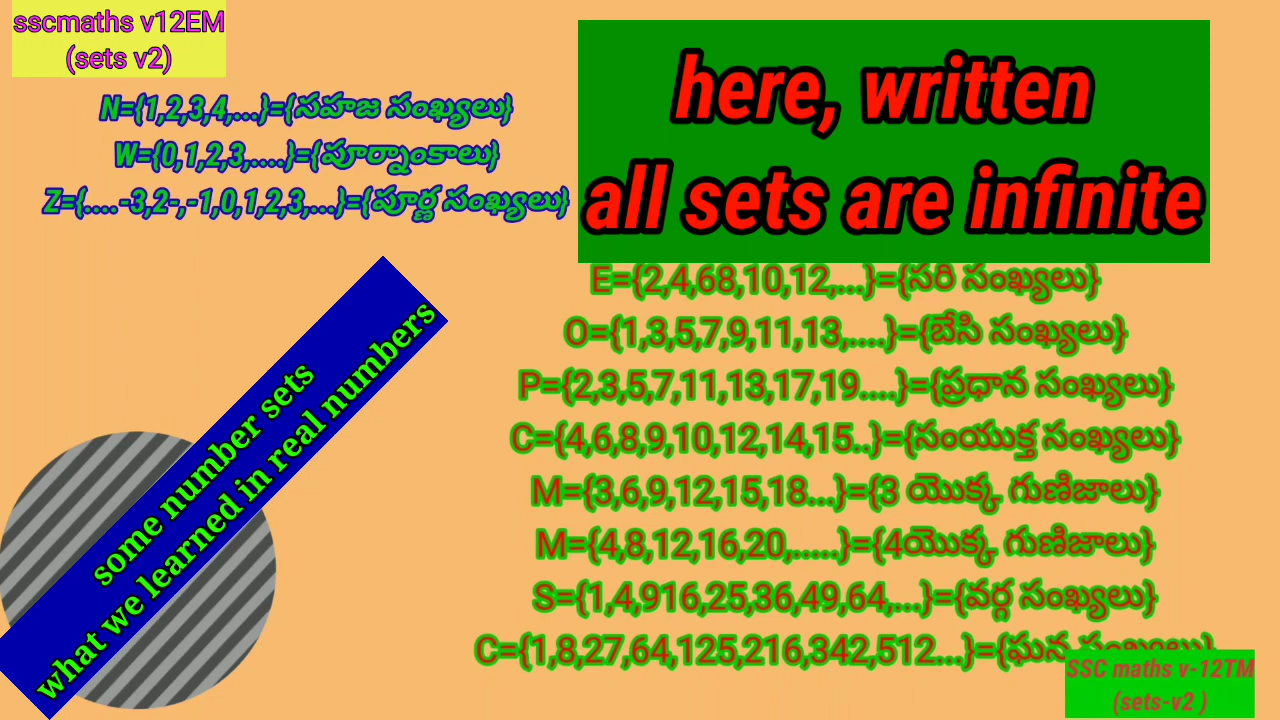 sscmaths v12EM
(sets v2)
N={1,2,3,4,...}={సహజ సంఖ్యలు}
W={0,1,2,3,....}={పూర్నాంకాలు}
Z={....-3,2-,-1,0,1,2,3,...}={పూర్ణ సంఖ్యలు}
here, written
all sets are infinite
E={2,4,68,10,12,...}={సరి సంఖ్యలు}
O={1,3,5,7,9,11,13,....}={బేసి సంఖ్యలు}
P={2,3,5,7,11,13,17,19....}={ప్రధాన సంఖ్యలు}
C={4,6,8,9,10,12,14,15..}={సంయుక్త సంఖ్యలు}
M={3,6,9,12,15,18...}={3 యొక్క గుణిజాలు}
M={4,8,12,16,20,.....}={4యొక్క గుణిజాలు}
S={1,4,916,25,36,49,64,...}={వర్గ సంఖ్యలు}
C={1,8,27,64,125,216,342,512...}={ఘన సంఖ్యలు}
some number sets
what we learned in real numbers
SSC maths v-12TM
(sets-v2 )